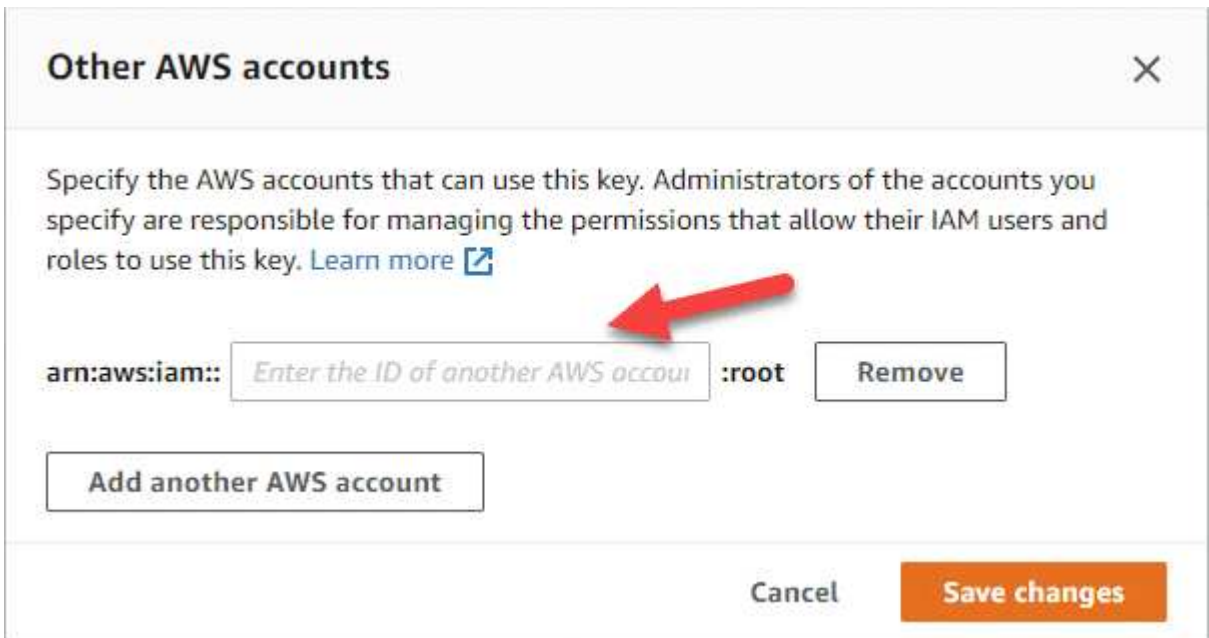 Other AWS accounts
Specify the AWS accounts that can use this key. Administrators of the accounts you
specify are responsible for managing the permissions that allow their IAM users and
roles to use this key. Learn more
arn:aws:iam:: Enter the ID of another AWS accou :root Remove
Add another AWS account
Cancel Save changes